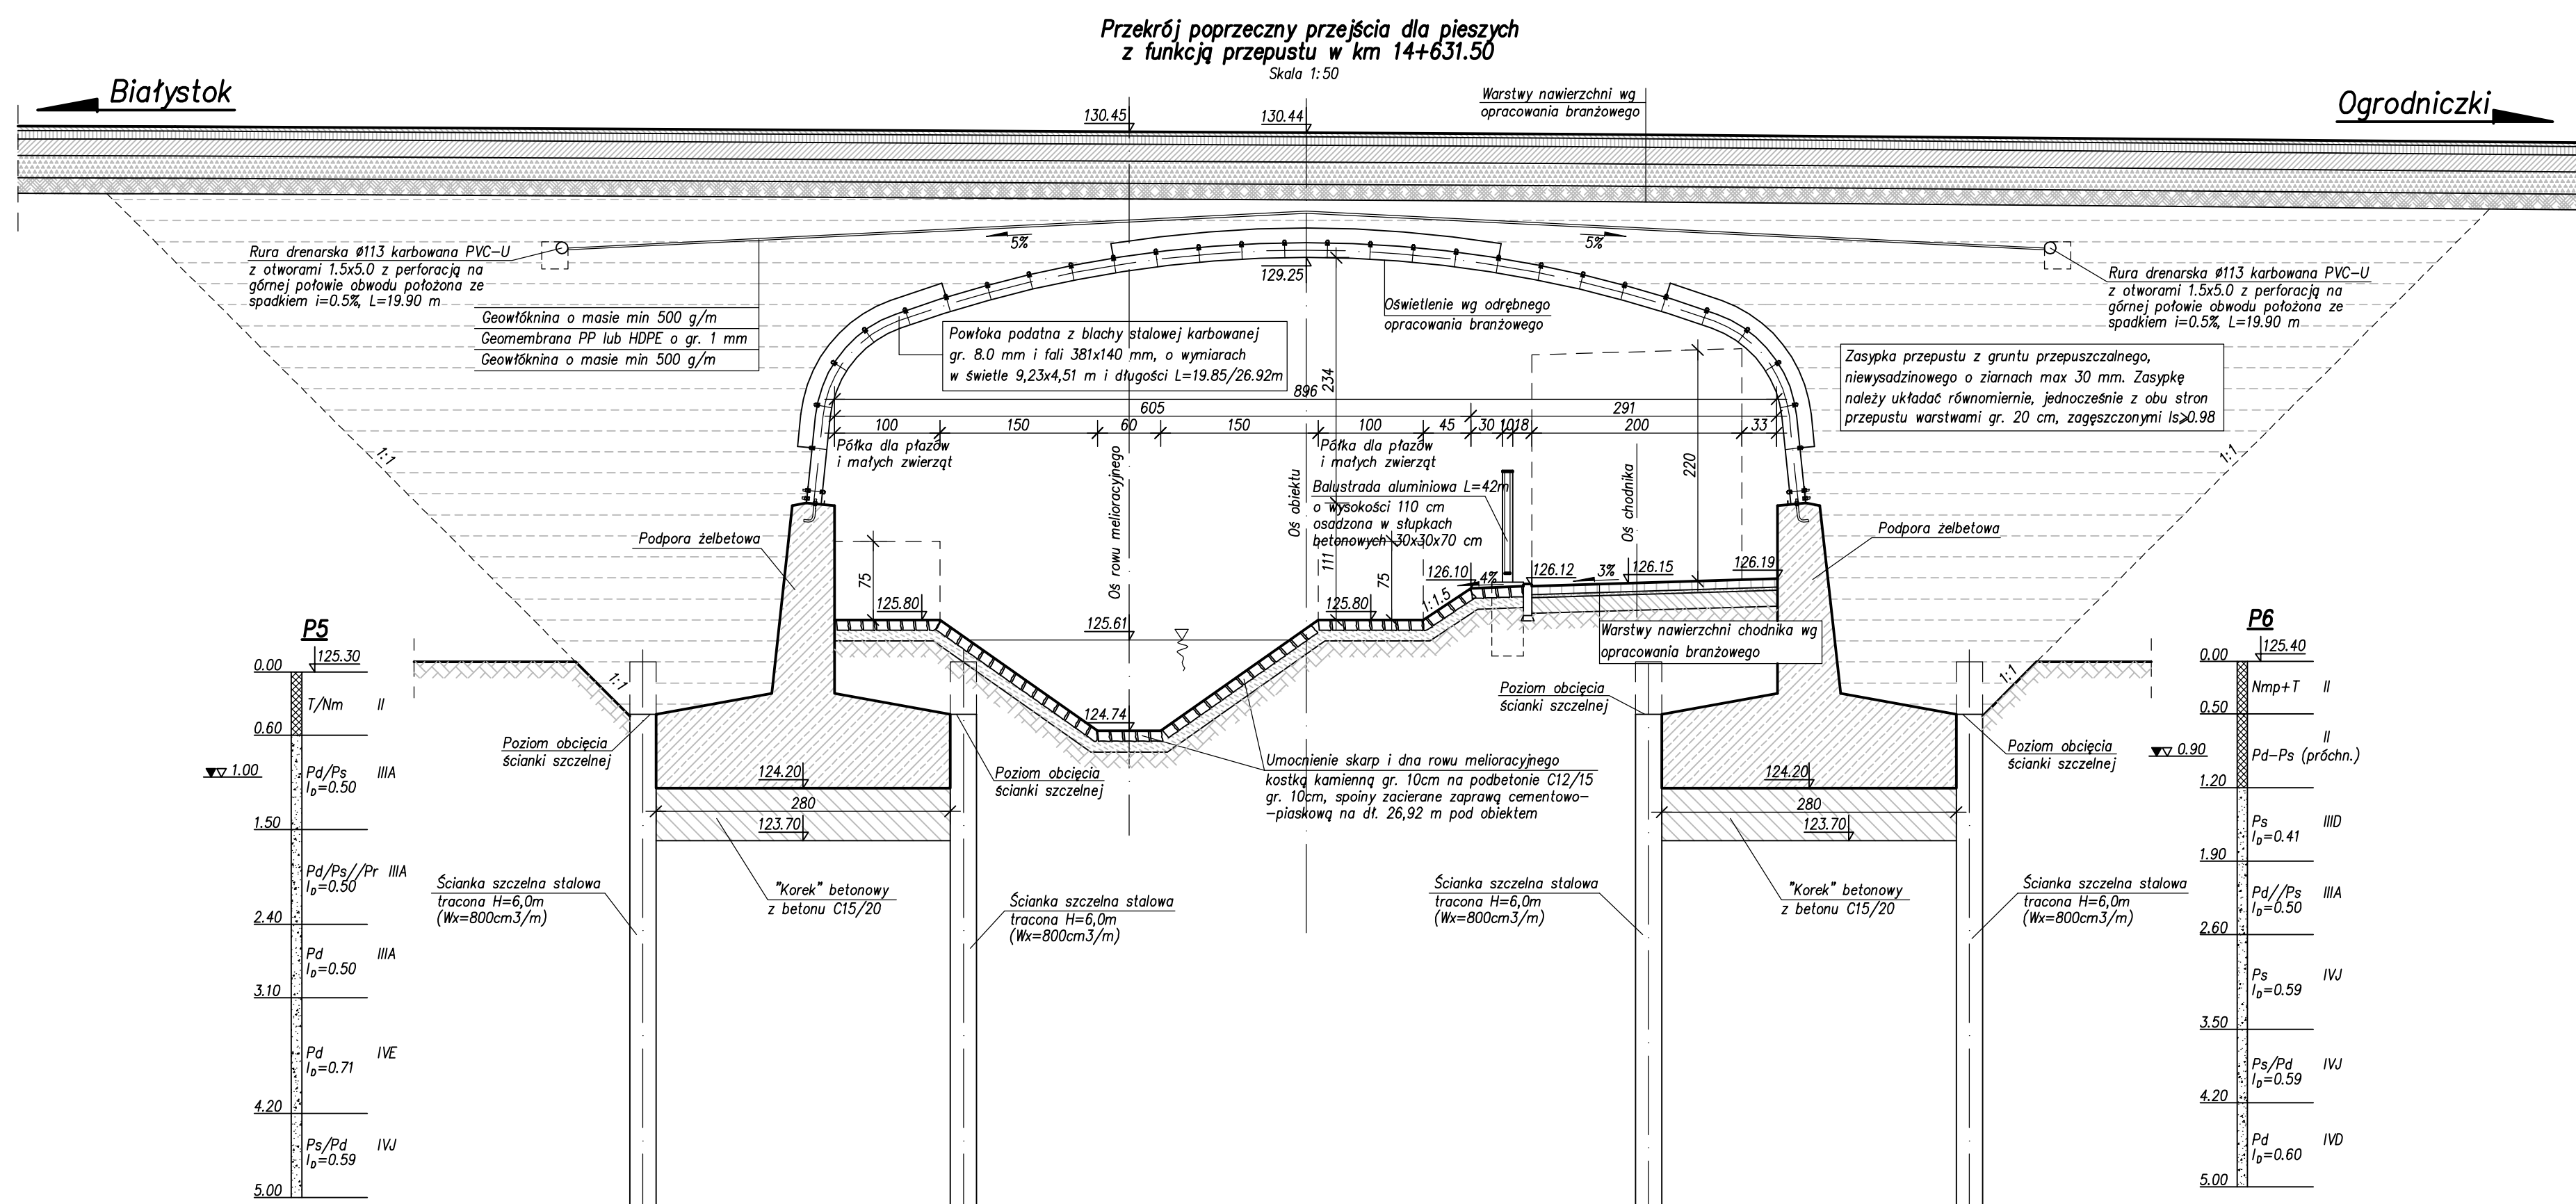 Przekrój poprzeczny przejścia dla pieszych
z funkcją przepustu w km 14+631.50
Skala 1:50
Białystok
Ogrodniczki
130.45
130.44
Warstwy nawierzchni wg
opracowania branżowego
5%
5%
129.25
Rura drenarska ø113 karbowana PVC-U
z otworami 1.5x5.0 z perforacją na
górnej połowie obwodu położona ze
spadkiem i=0.5%, L=19.90 m
Geowłóknina o masie min 500 g/m
Geomembrana PP lub HDPE o gr. 1 mm
Geowłóknina o masie min 500 g/m
Powłoka podatna z blachy stalowej karbowanej
gr. 8.0 mm i fali 381x140 mm, o wymiarach
w świetle 9,23x4,51 m i długości L=19.85/26.92m
Oświetlenie wg odrębnego
opracowania branżowego
Rura drenarska ø113 karbowana PVC-U
z otworami 1.5x5.0 z perforacją na
górnej połowie obwodu położona ze
spadkiem i=0.5%, L=19.90 m
Zasypka przepustu z gruntu przepuszczalnego,
niewysadzinowego o ziarnach max 30 mm. Zasypkę
należy układać równomiernie, jednocześnie z obu stron
przepustu warstwami gr. 20 cm, zagęszczonymi Is⩾0.98
234
896
605
291
100
150
60
150
100
45
30
10
18
200
33
1:1
1:1
Półka dla płazów
i małych zwierząt
Półka dla płazów
i małych zwierząt
Oś rowu melioracyjnego
Oś obiektu
Oś chodnika
220
Balustrada aluminiowa L=42m
o wysokości 110 cm
osadzona w słupkach
betonowych 30x30x70 cm
111
75
75
Podpora żelbetowa
Podpora żelbetowa
125.80
125.61
125.80
1:1.5
126.10
4%
126.12
3%
126.15
126.19
Warstwy nawierzchni chodnika wg
opracowania branżowego
124.74
Umocnienie skarp i dna rowu melioracyjnego
kostką kamienną gr. 10cm na podbetonie C12/15
gr. 10cm, spoiny zacierane zaprawą cementowo-
-piaskową na dł. 26,92 m pod obiektem
1:1
1:1
Poziom obcięcia
ścianki szczelnej
Poziom obcięcia
ścianki szczelnej
Poziom obcięcia
ścianki szczelnej
Poziom obcięcia
ścianki szczelnej
124.20
280
123.70
124.20
280
123.70
"Korek" betonowy
z betonu C15/20
"Korek" betonowy
z betonu C15/20
Ścianka szczelna stalowa
tracona H=6,0m
(Wx=800cm3/m)
Ścianka szczelna stalowa
tracona H=6,0m
(Wx=800cm3/m)
Ścianka szczelna stalowa
tracona H=6,0m
(Wx=800cm3/m)
Ścianka szczelna stalowa
tracona H=6,0m
(Wx=800cm3/m)
P5
125.30
0.00
T/Nm II
0.60
Pd/Ps IIIA
ID=0.50
1.00
1.50
Pd/Ps//Pr IIIA
ID=0.50
2.40
Pd IIIA
ID=0.50
3.10
Pd IVE
ID=0.71
4.20
Ps/Pd IVJ
ID=0.59
5.00
P6
125.40
0.00
Nmp+T II
0.50
II
Pd-Ps (próchn.)
0.90
1.20
Ps IIID
ID=0.41
1.90
Pd//Ps IIIA
ID=0.50
2.60
Ps IVJ
ID=0.59
3.50
Ps/Pd IVJ
ID=0.59
4.20
Pd IVD
ID=0.60
5.00